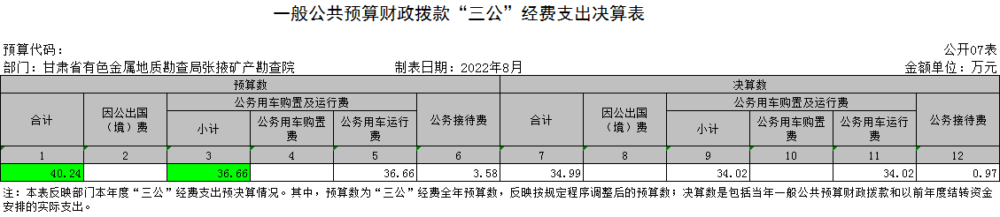 一般公共预算财政拨款“三公”经费支出决算表
预算代码：
公开07表
部门：甘肃省有色金属地质勘查局张掖矿产勘查院 制表日期：2022年8月 金额单位：万元
预算数 决算数
合计 因公出国（境）费 公务用车购置及运行费 公务接待费 合计 因公出国（境）费 公务用车购置及运行费 公务接待费
小计 公务用车购置费 公务用车运行费 小计 公务用车购置费 公务用车运行费
1 2 3 4 5 6 7 8 9 10 11 12
40.24 36.66 36.66 3.58 34.99 34.02 34.02 0.97
注：本表反映部门本年度“三公”经费支出预决算情况。其中，预算数为“三公”经费全年预算数，反映按规定程序调整后的预算数；决算数是包括当年一般公共预算财政拨款和以前年度结转资金
安排的实际支出。